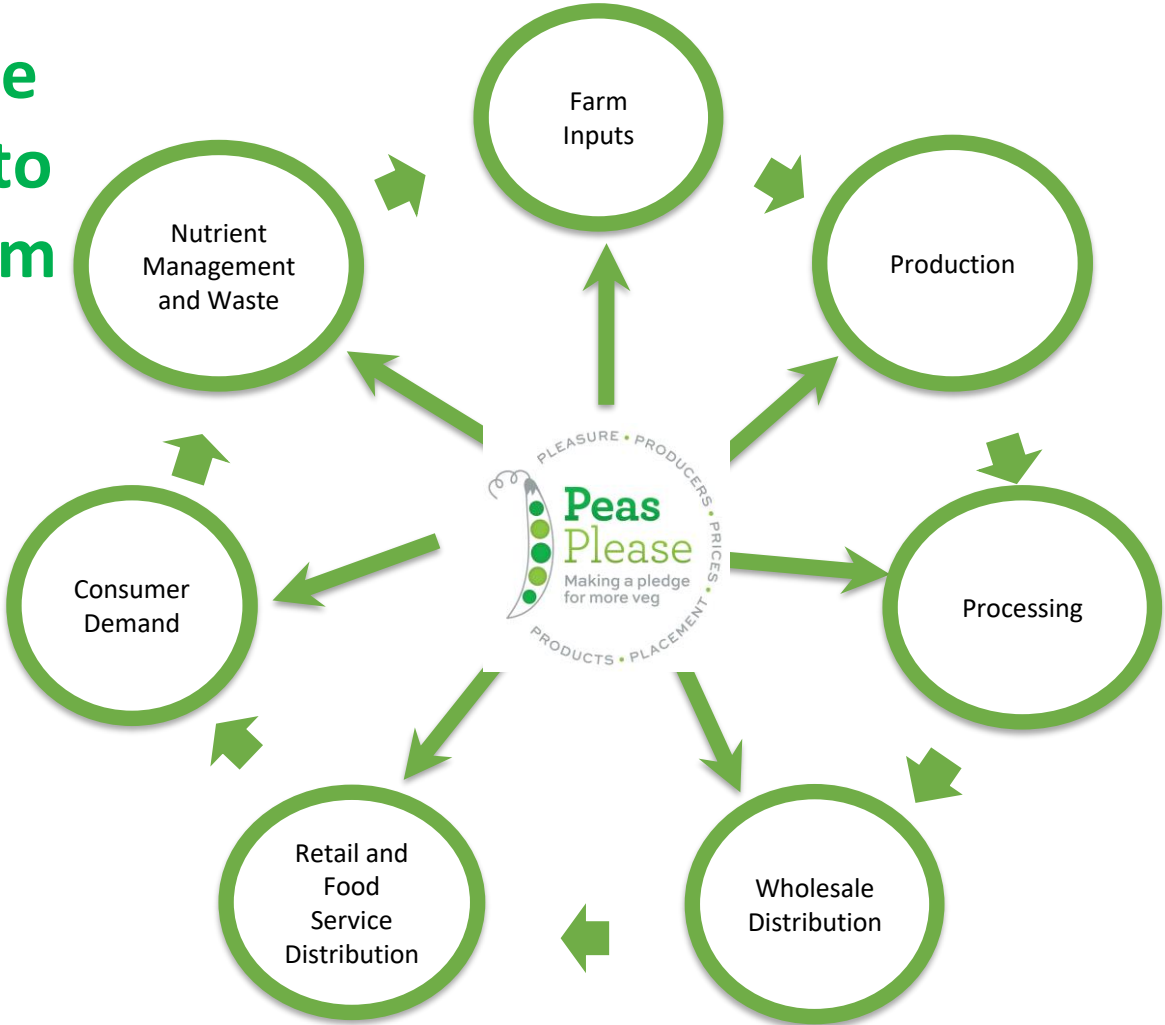 e
to
m
Farm
Inputs
Nutrient
Management
and Waste
Production
PLEASURE • PRODUCERS • PRICES • PLACEMENT • PRODUCTS
Peas
Please
Making a pledge
for more veg
Consumer
Demand
Processing
Retail and
Food
Service
Distribution
Wholesale
Distribution